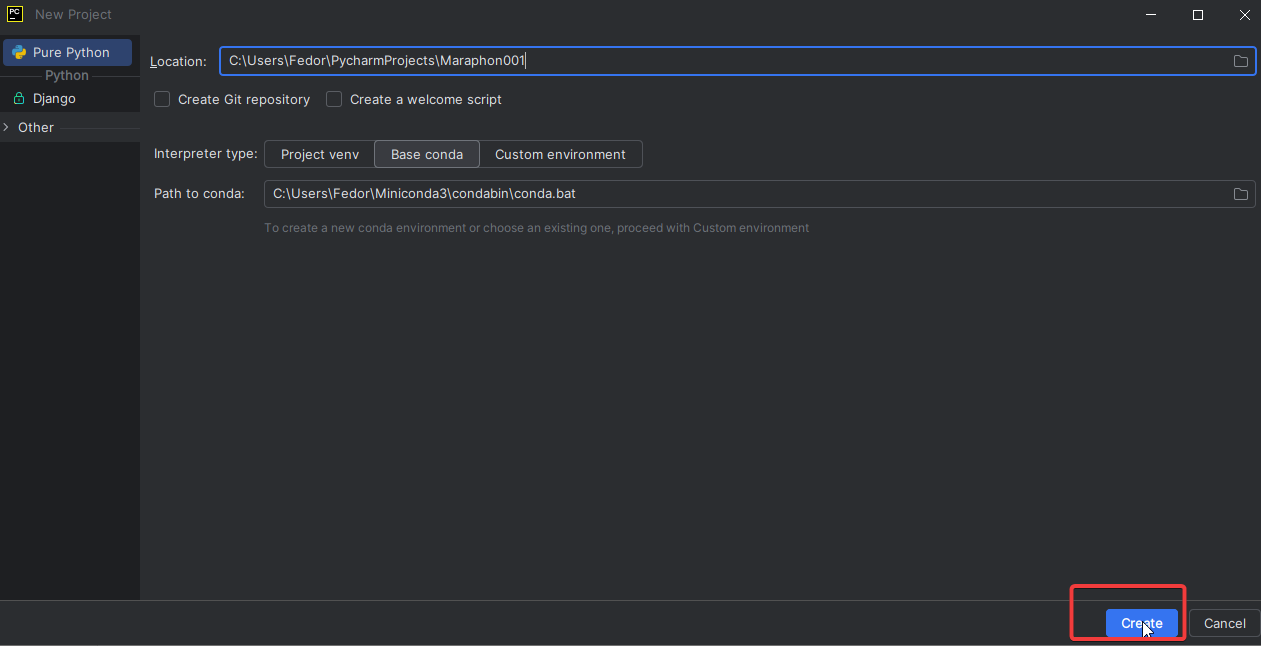 PC
New Project
Pure Python
Python
Django
Other
Location: C:\Users\Fedor\PycharmProjects\Maraphon001
Create Git repository Create a welcome script
Interpreter type: Project venv Base conda Custom environment
Path to conda: C:\Users\Fedor\Miniconda3\condabin\conda.bat
To create a new conda environment or choose an existing one, proceed with Custom environment
Create Cancel